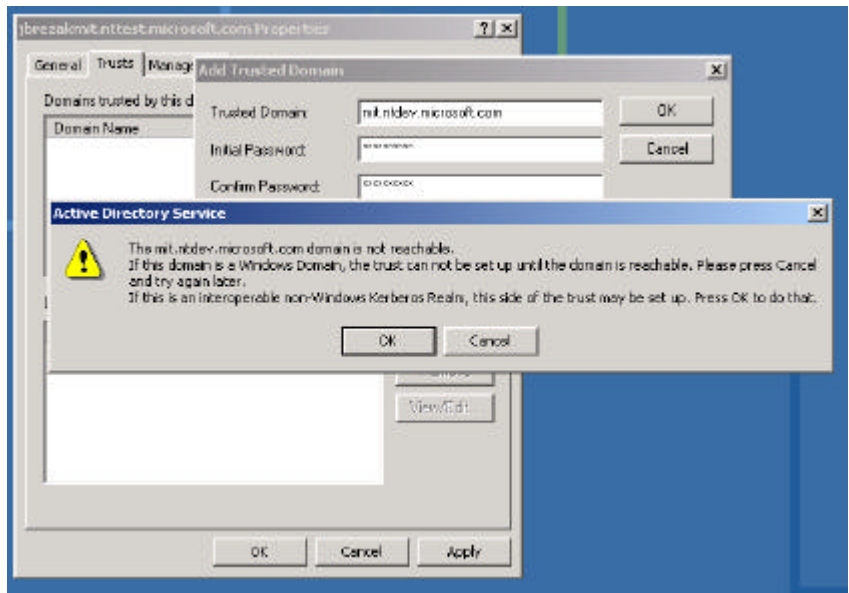 jbrezakmit.nttest.microsoft.com Properties
General Trusts
Add Trusted Domain
Domains trusted by this d
Domain Name
Trusted Domain: mit.ntdev.microsoft.com OK
Initial Password: Cancel
Confirm Password:
Active Directory Service
The mit.ntdev.microsoft.com domain is not reachable.
If this domain is a Windows Domain, the trust can not be set up until the domain is reachable. Please press Cancel
and try again later.
If this is an interoperable non-Windows Kerberos Realm, this side of the trust may be set up. Press OK to do that.
OK Cancel
View/Edit...
OK Cancel Apply